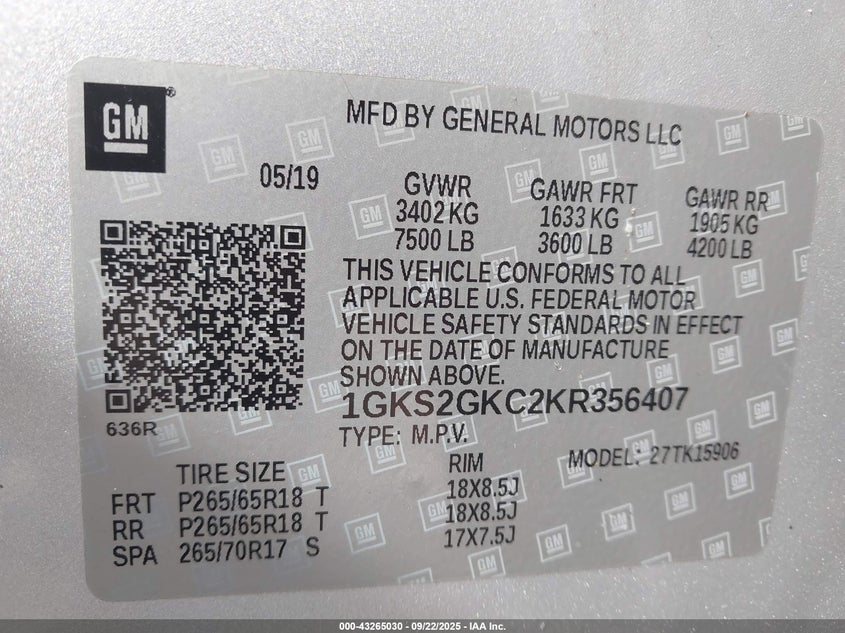 GM®
MFD BY GENERAL MOTORS LLC
05/19
GVWR GAWR FRT GAWR RR
3402 KG 1633 KG 1905 KG
7500 LB 3600 LB 4200 LB
THIS VEHICLE CONFORMS TO ALL
APPLICABLE U.S. FEDERAL MOTOR
VEHICLE SAFETY STANDARDS IN EFFECT
ON THE DATE OF MANUFACTURE
SHOWN ABOVE.
1GKS2GKC2KR356407
636R
TYPE: M.P.V. MODEL: 27TK15906
TIRE SIZE RIM
FRT P265/65R18 T 18X8.5J
RR P265/65R18 T 18X8.5J
SPA 265/70R17 S 17X7.5J
000-43265030 - 09/22/2025 - IAA Inc.